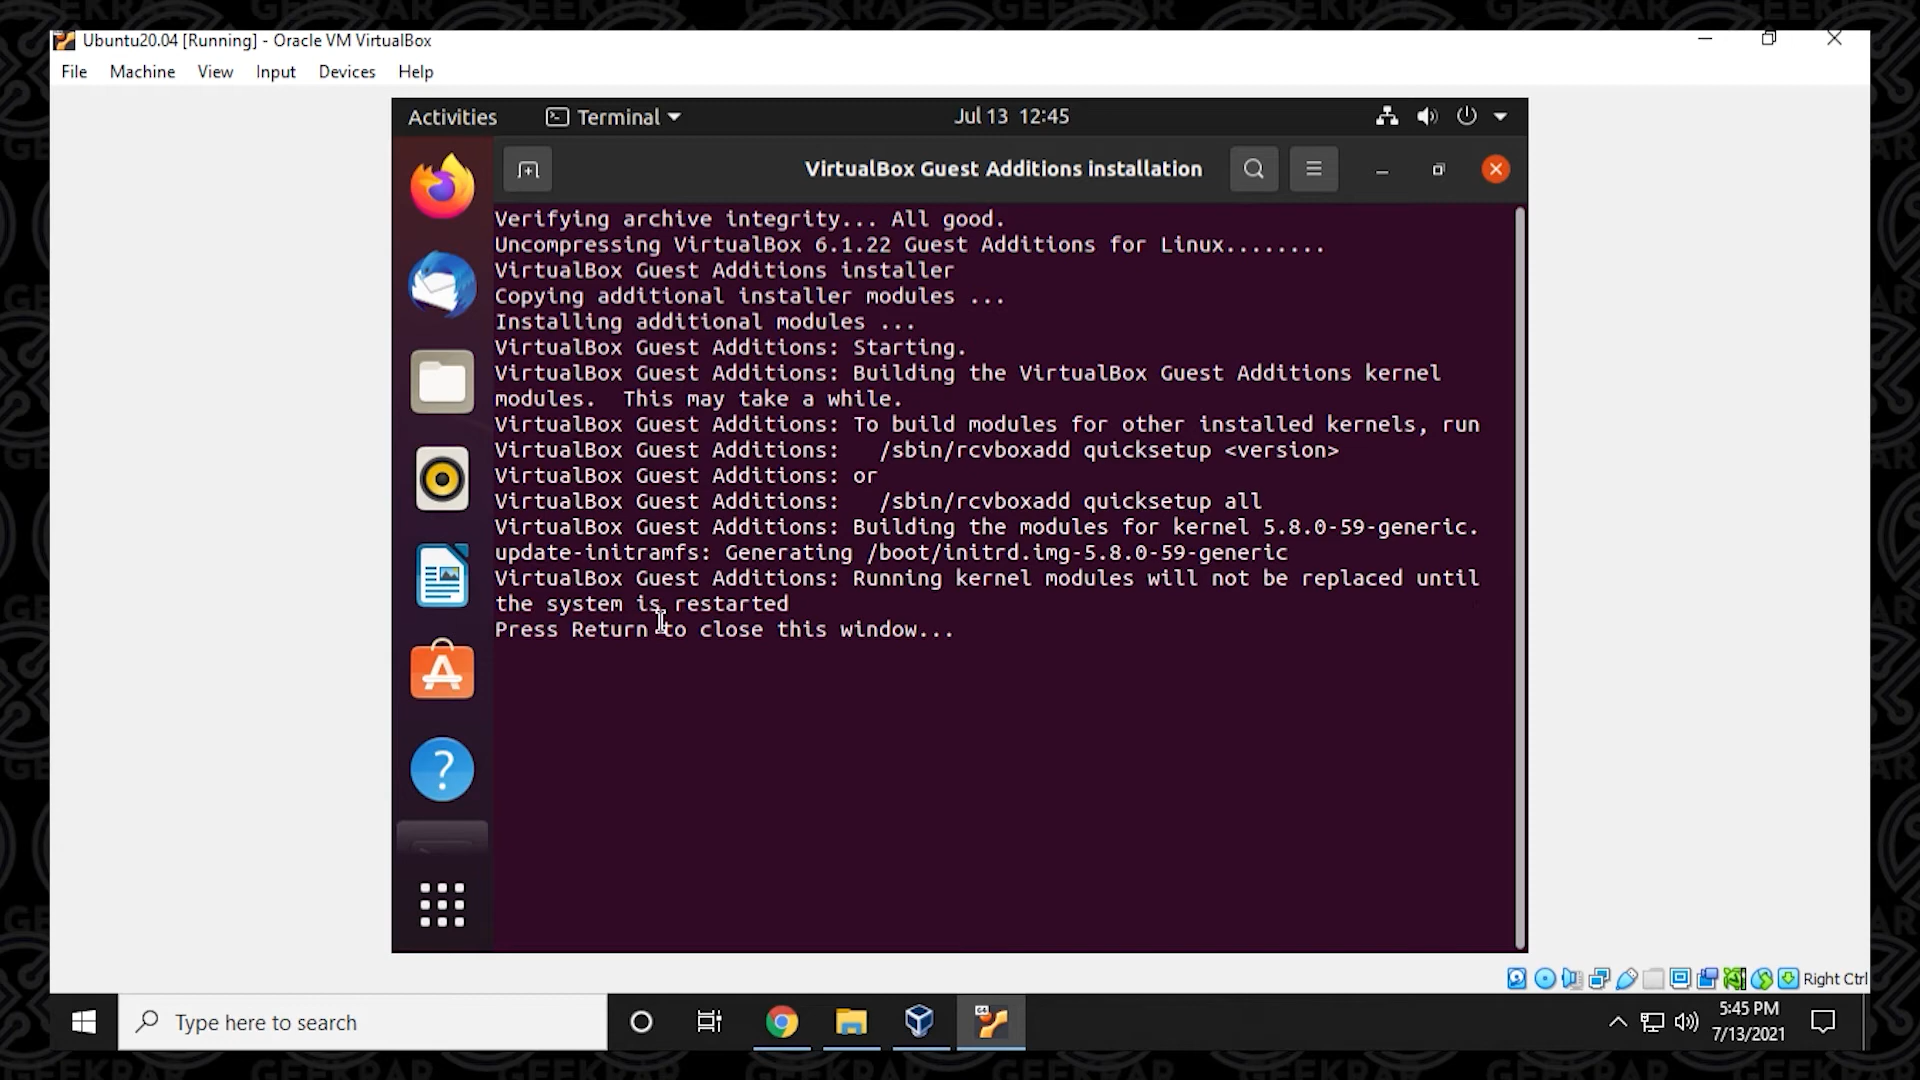 Ubuntu20.04 [Running] - Oracle VM VirtualBox
File Machine View Input Devices Help
Activities Terminal Jul 13 12:45
VirtualBox Guest Additions installation
Verifying archive integrity... All good.
Uncompressing VirtualBox 6.1.22 Guest Additions for Linux........
VirtualBox Guest Additions installer
Copying additional installer modules ...
Installing additional modules ...
VirtualBox Guest Additions: Starting.
VirtualBox Guest Additions: Building the VirtualBox Guest Additions kernel
modules.  This may take a while.
VirtualBox Guest Additions: To build modules for other installed kernels, run
VirtualBox Guest Additions:   /sbin/rcvboxadd quicksetup <version>
VirtualBox Guest Additions: or
VirtualBox Guest Additions:   /sbin/rcvboxadd quicksetup all
VirtualBox Guest Additions: Building the modules for kernel 5.8.0-59-generic.
update-initramfs: Generating /boot/initrd.img-5.8.0-59-generic
VirtualBox Guest Additions: Running kernel modules will not be replaced until
the system is restarted
Press Return to close this window...
Right Ctrl
Type here to search
5:45 PM
7/13/2021